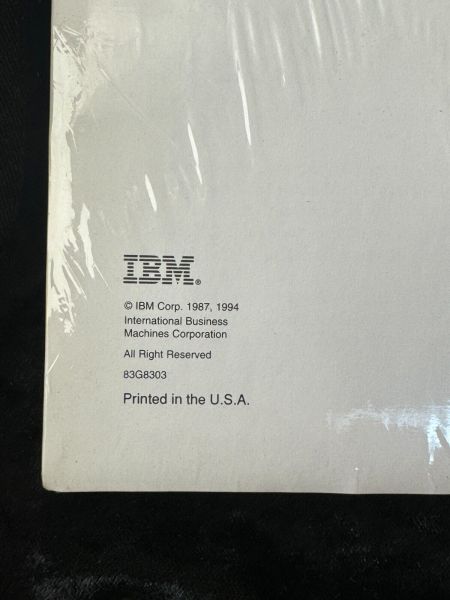 IBM®
© IBM Corp. 1987, 1994
International Business
Machines Corporation
All Right Reserved
83G8303
Printed in the U.S.A.